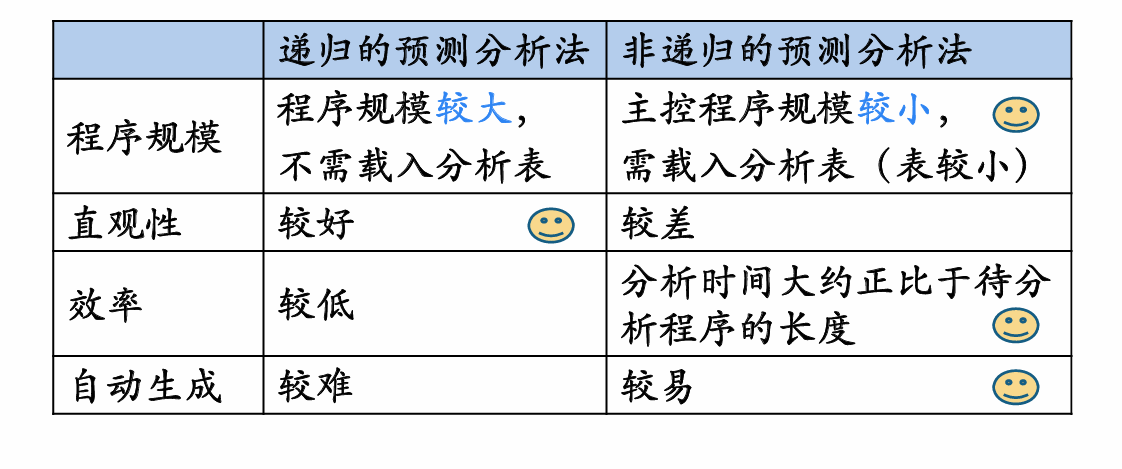 递归的预测分析法 非递归的预测分析法
程序规模 程序规模较大， 主控程序规模较小，
不需载入分析表 需载入分析表（表较小）
直观性 较好 较差
效率 较低 分析时间大约正比于待分
析程序的长度
自动生成 较难 较易